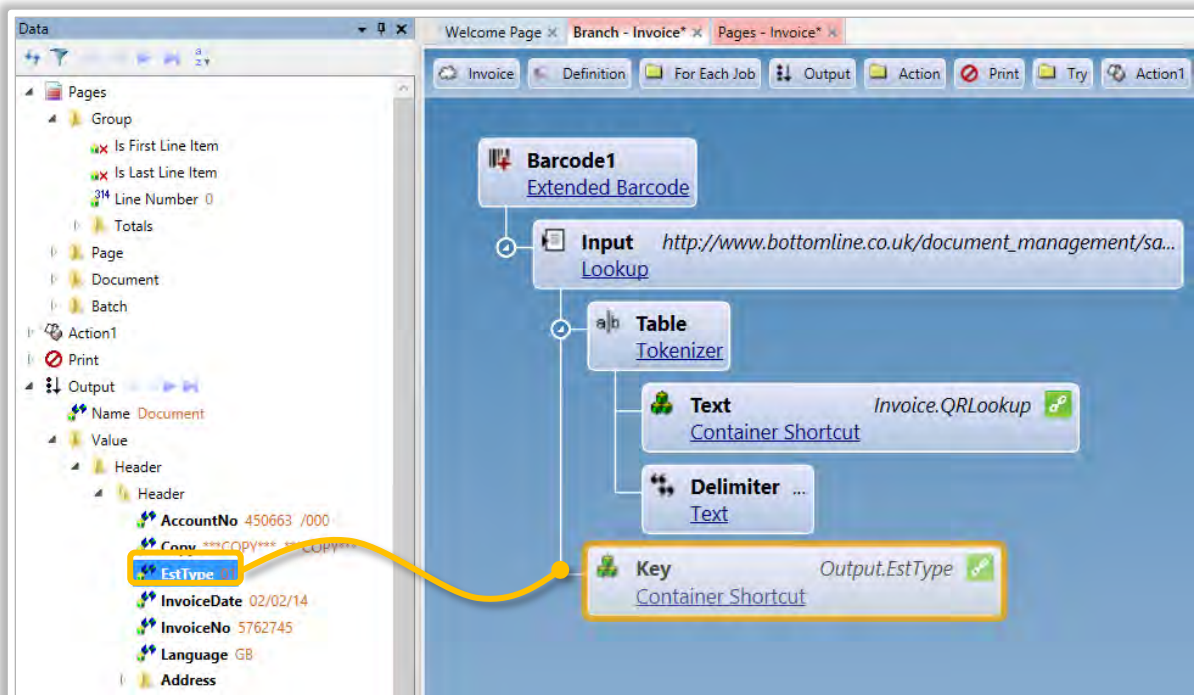 Data
Welcome Page Branch - Invoice* Pages - Invoice*
Invoice Definition For Each Job Output Action Print Try Action1
Pages
Group
Is First Line Item
Is Last Line Item
314 Line Number 0
Totals
Page
Document
Batch
Action1
Print
Output
Name Document
Value
Header
Header
AccountNo 450663 /000
Copy ***COPY*** ***COPY***
EstType
InvoiceDate 02/02/14
InvoiceNo 5762745
Language GB
Address
Barcode1
Extended Barcode
Input http://www.bottomline.co.uk/document_management/sa...
Lookup
a|b Table
Tokenizer
Text Invoice.QRLookup
Container Shortcut
Delimiter ...
Text
Key Output.EstType
Container Shortcut